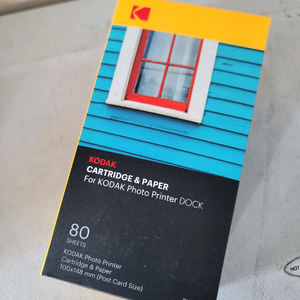 KODAK
CARTRIDGE & PAPER
For KODAK Photo Printer DOCK
80
SHEETS
KODAK Photo Printer
Cartridge & Paper
100x148 mm (Post Card Size)
HOT